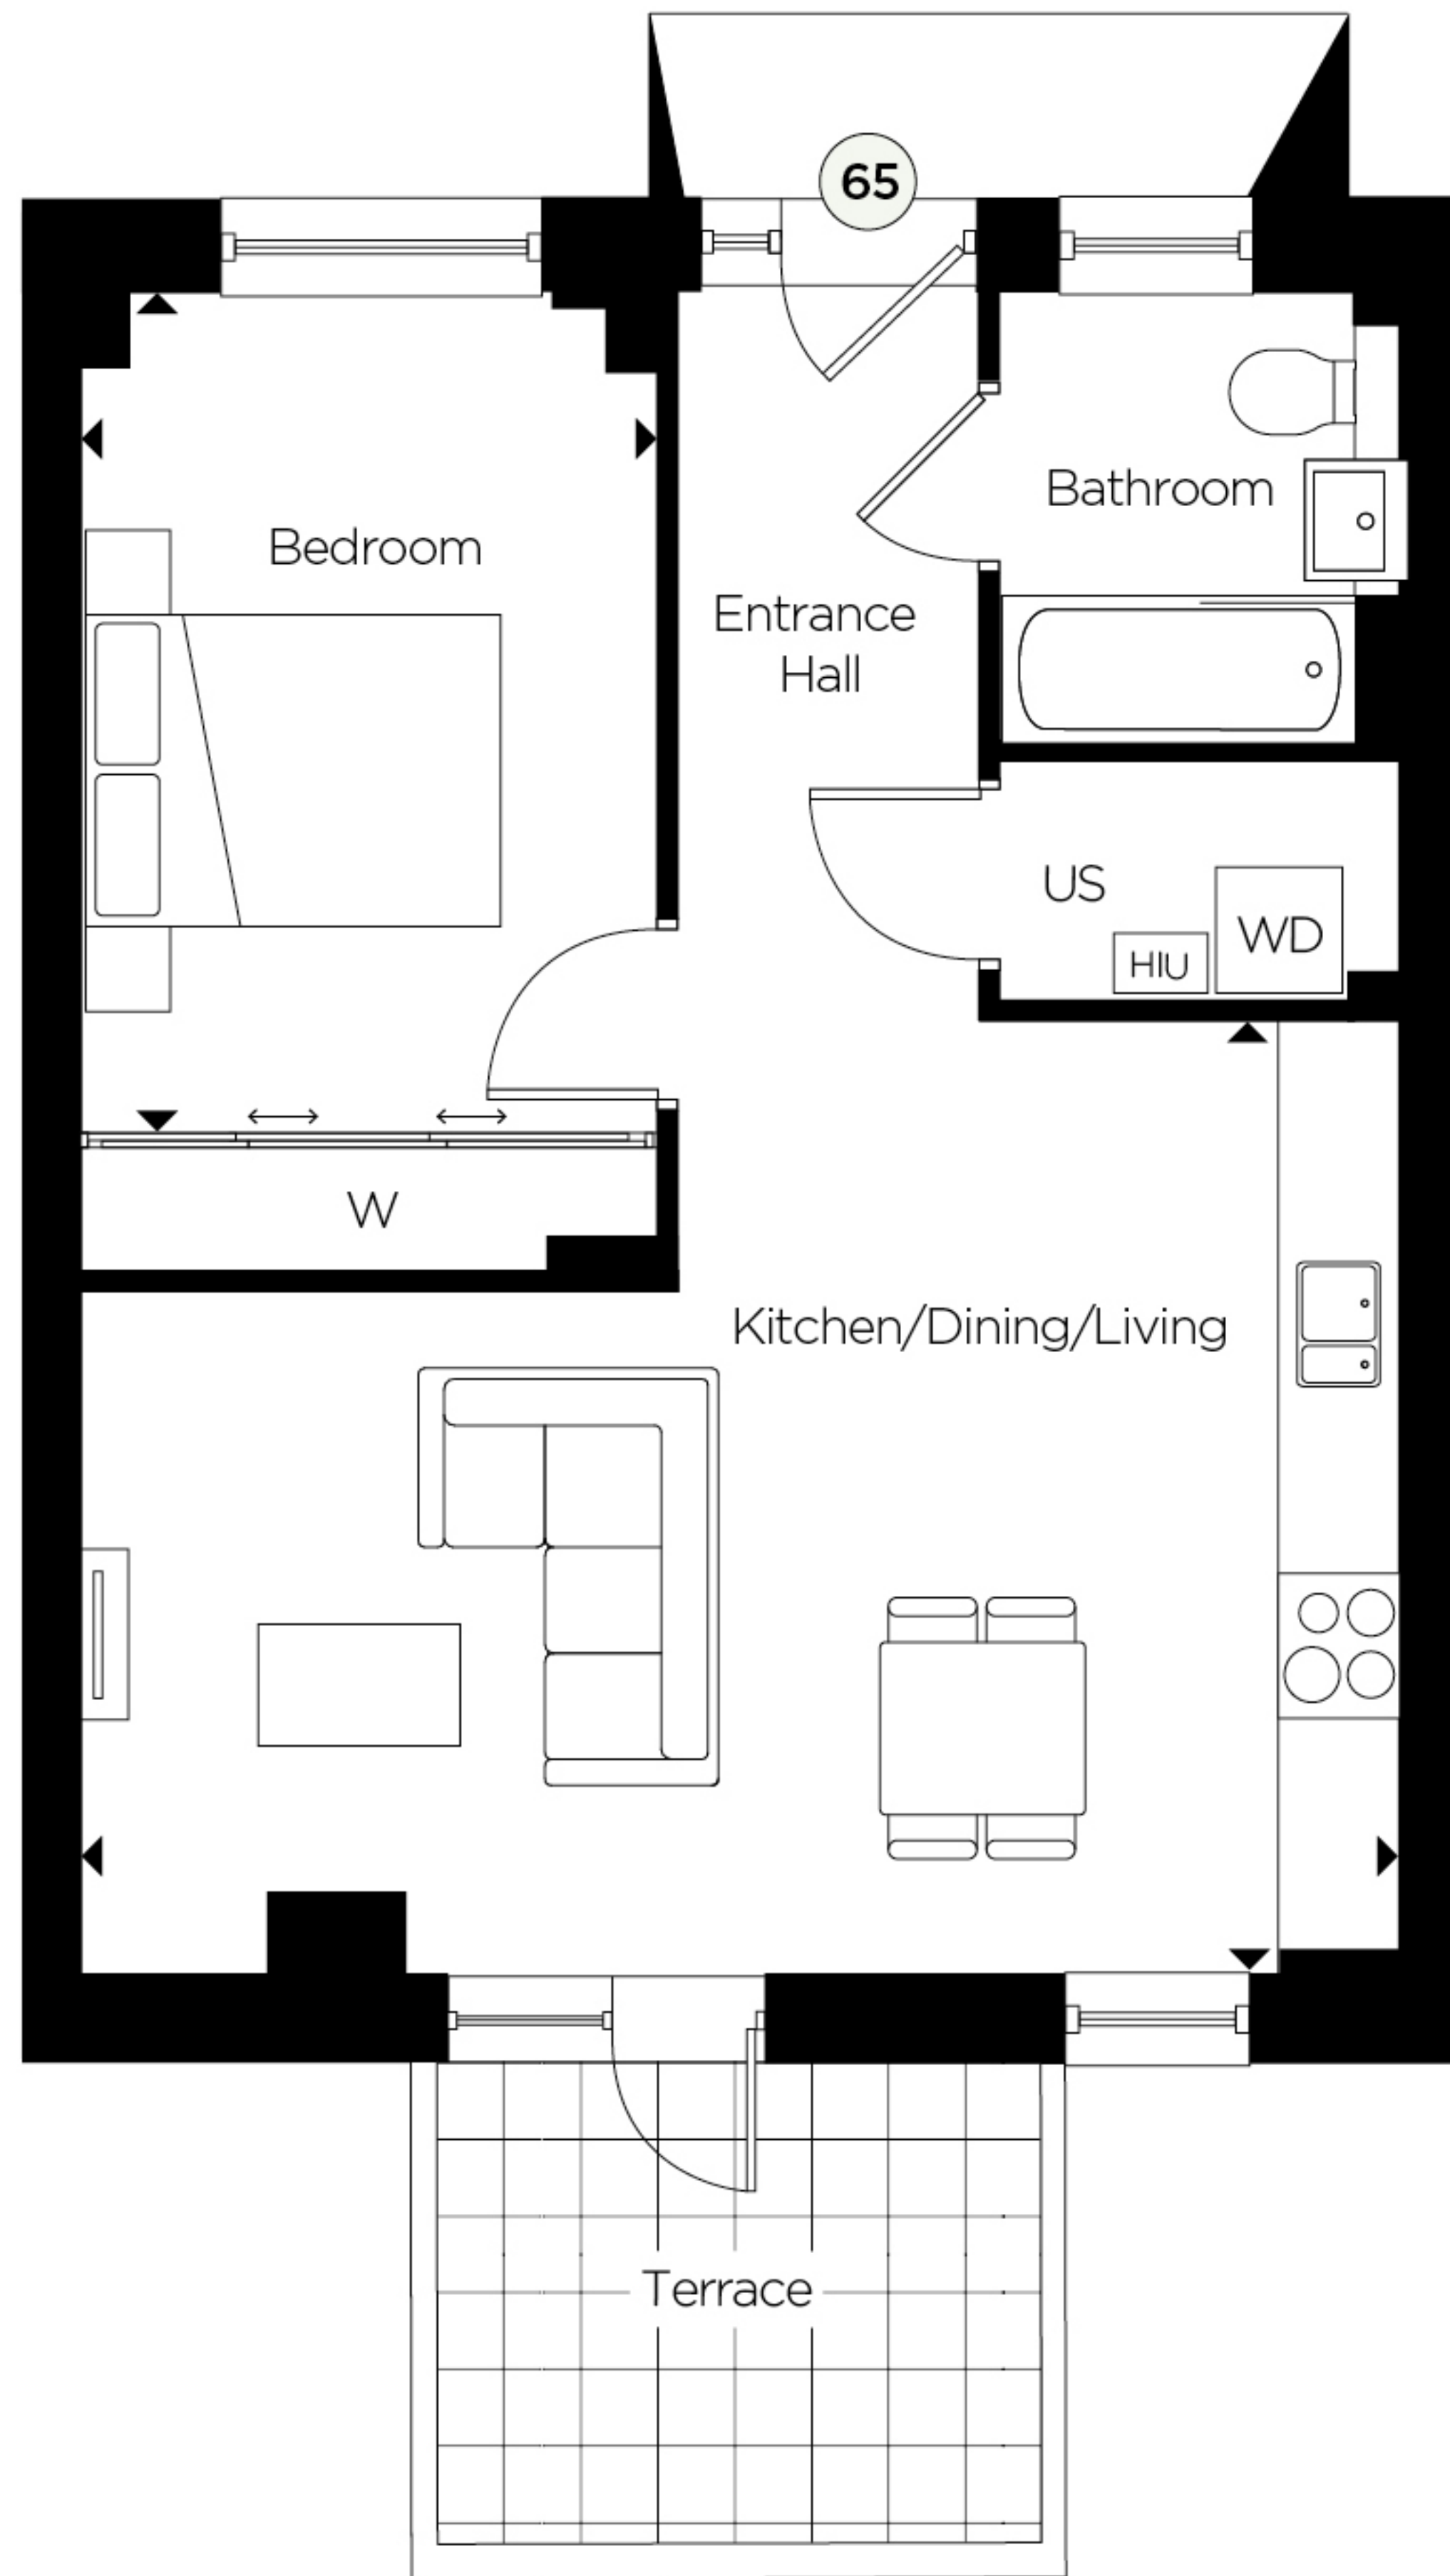 65
Bathroom
Bedroom
Entrance
Hall
US
WD
HIU
W
Kitchen/Dining/Living
Terrace